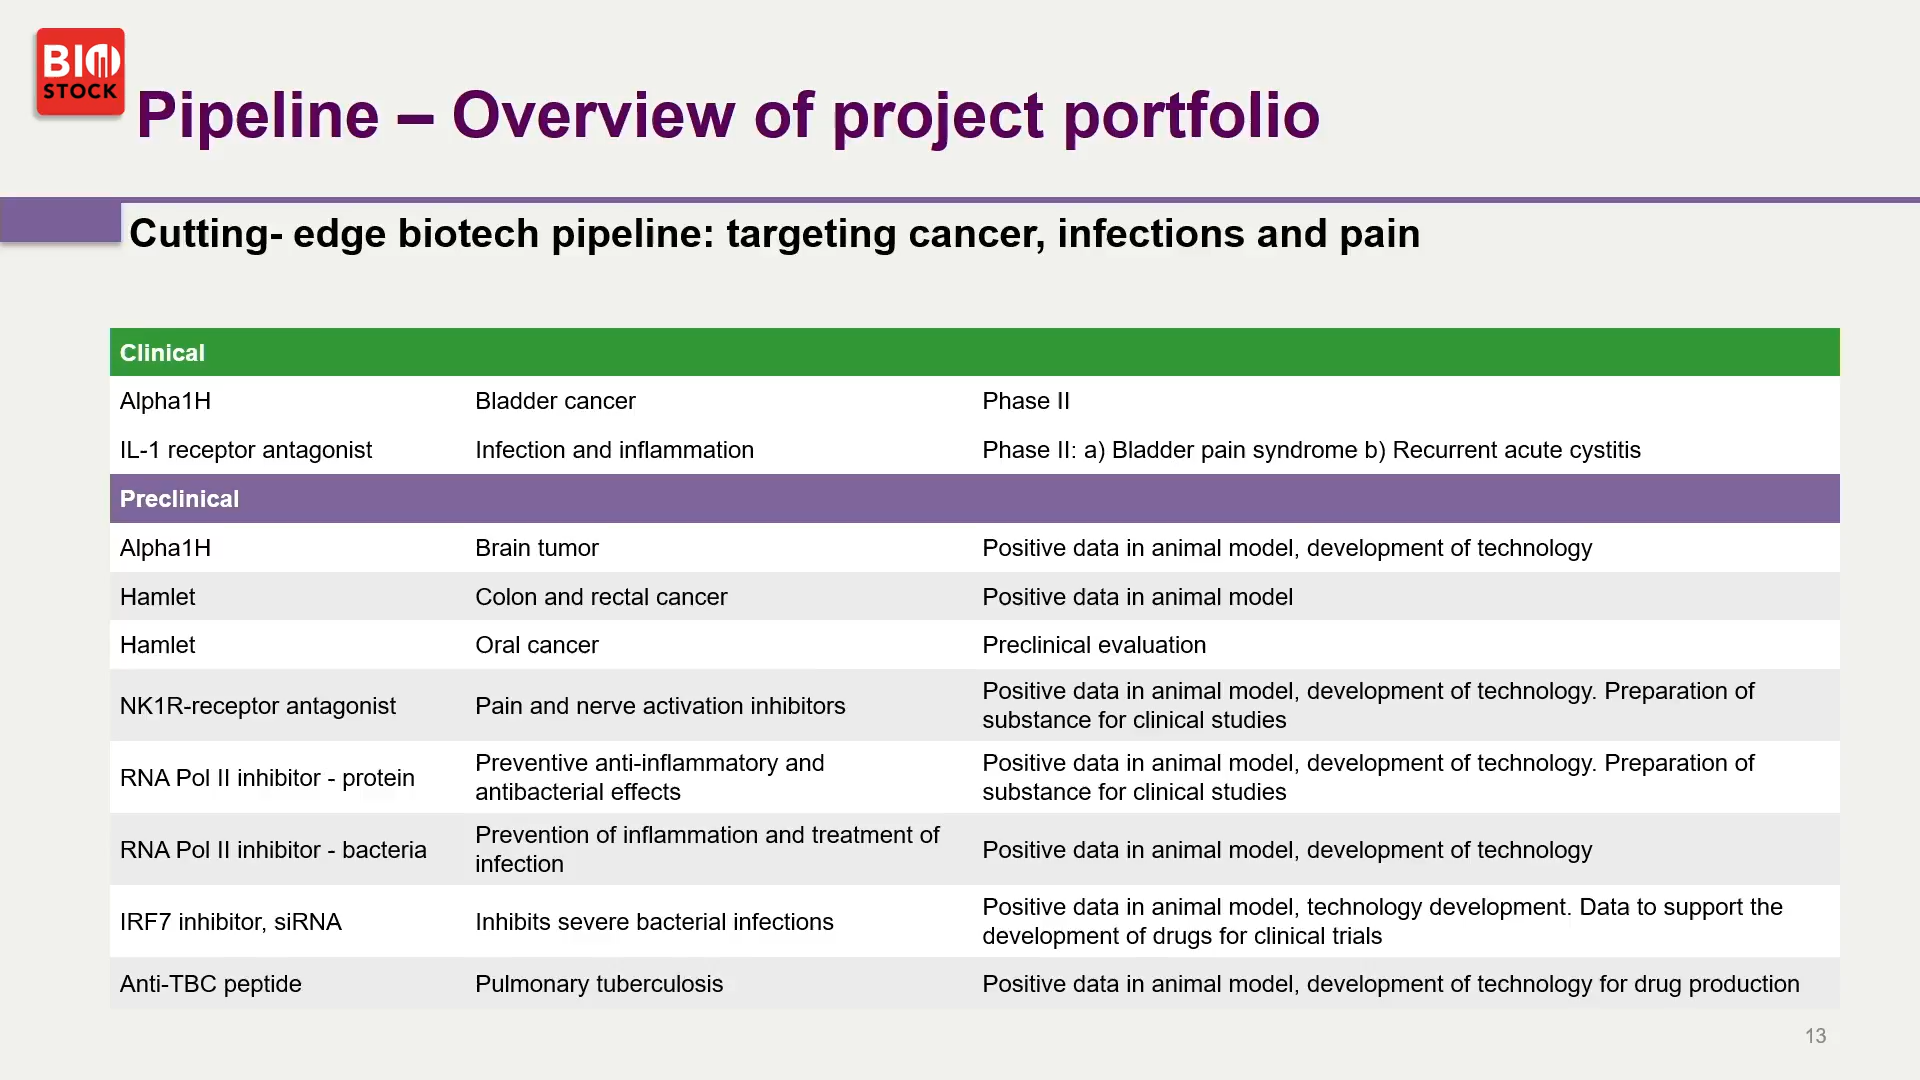 BIO
STOCK
Pipeline – Overview of project portfolio
Cutting- edge biotech pipeline: targeting cancer, infections and pain
Clinical
Alpha1H Bladder cancer Phase II
IL-1 receptor antagonist Infection and inflammation Phase II: a) Bladder pain syndrome b) Recurrent acute cystitis
Preclinical
Alpha1H Brain tumor Positive data in animal model, development of technology
Hamlet Colon and rectal cancer Positive data in animal model
Hamlet Oral cancer Preclinical evaluation
NK1R-receptor antagonist Pain and nerve activation inhibitors Positive data in animal model, development of technology. Preparation of
substance for clinical studies
RNA Pol II inhibitor - protein Preventive anti-inflammatory and
antibacterial effects Positive data in animal model, development of technology. Preparation of
substance for clinical studies
RNA Pol II inhibitor - bacteria Prevention of inflammation and treatment of
infection Positive data in animal model, development of technology
IRF7 inhibitor, siRNA Inhibits severe bacterial infections Positive data in animal model, technology development. Data to support the
development of drugs for clinical trials
Anti-TBC peptide Pulmonary tuberculosis Positive data in animal model, development of technology for drug production
13